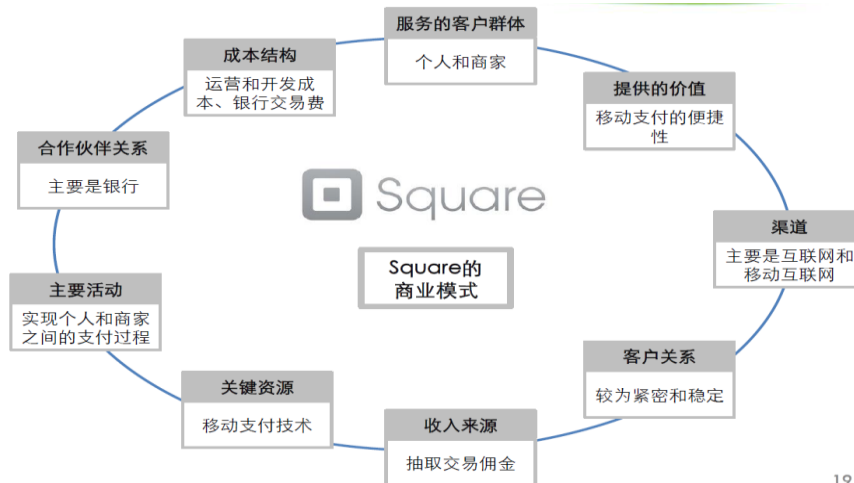 服务的客户群体
个人和商家
提供的价值
移动支付的便捷
性
渠道
主要是互联网和
移动互联网
客户关系
较为紧密和稳定
收入来源
抽取交易佣金
关键资源
移动支付技术
主要活动
实现个人和商家
之间的支付过程
合作伙伴关系
主要是银行
成本结构
运营和开发成
本、银行交易费
Square
Square的
商业模式
19